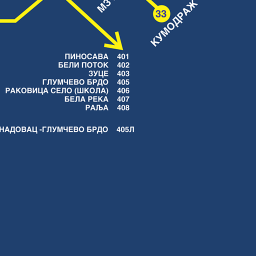 МЗ
33
КУМОДРАЖ
ПИНОСАВА 401
БЕЛИ ПОТОК 402
ЗУЦЕ 403
ГЛУМЧЕВО БРДО 405
РАКОВИЦА СЕЛО (ШКОЛА) 406
БЕЛА РЕКА 407
РАЉА 408
НАДОВАЦ -ГЛУМЧЕВО БРДО 405Л